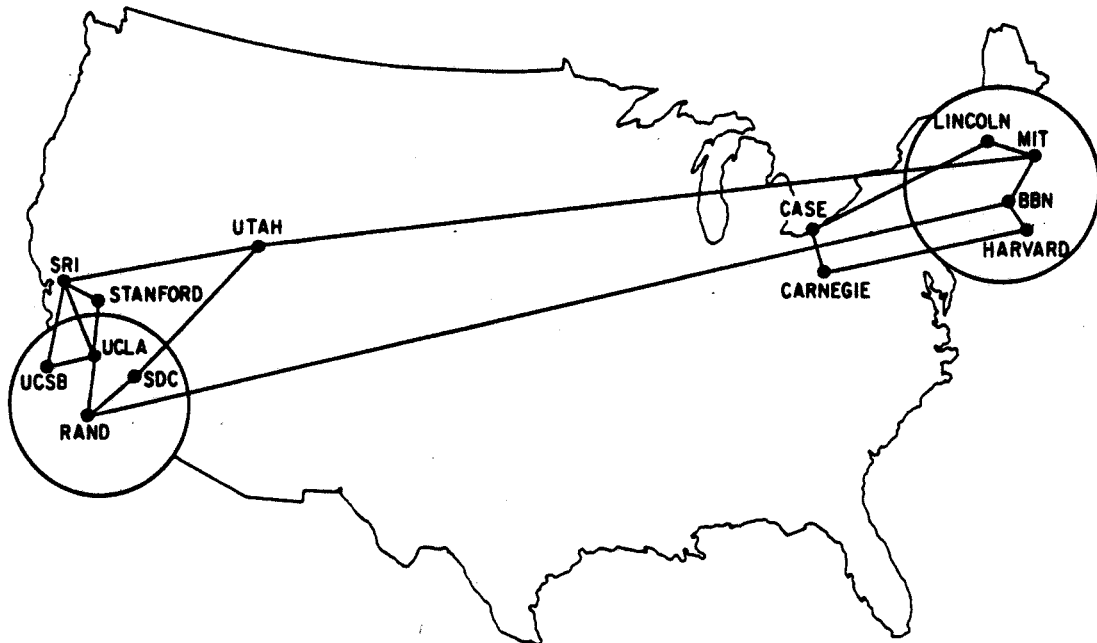 LINCOLN
MIT
BBN
CASE
HARVARD
CARNEGIE
UTAH
SRI
STANFORD
UCLA
UCSB
SDC
RAND